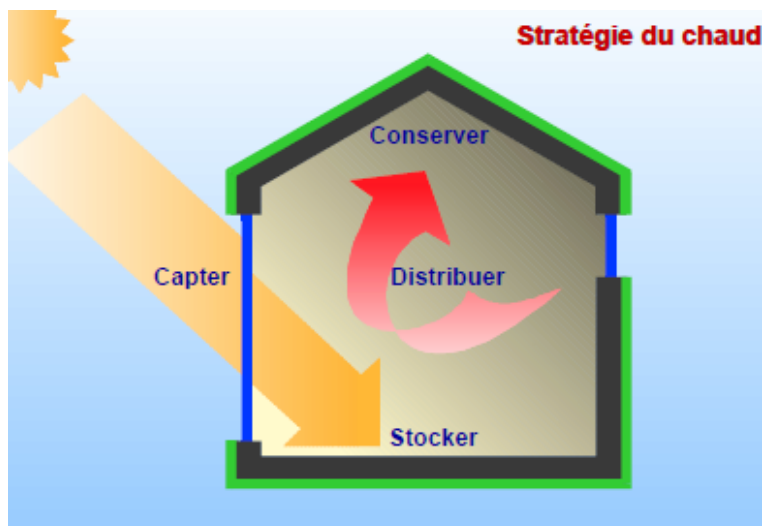 Stratégie du chaud
Conserver
Capter
Distribuer
Stocker